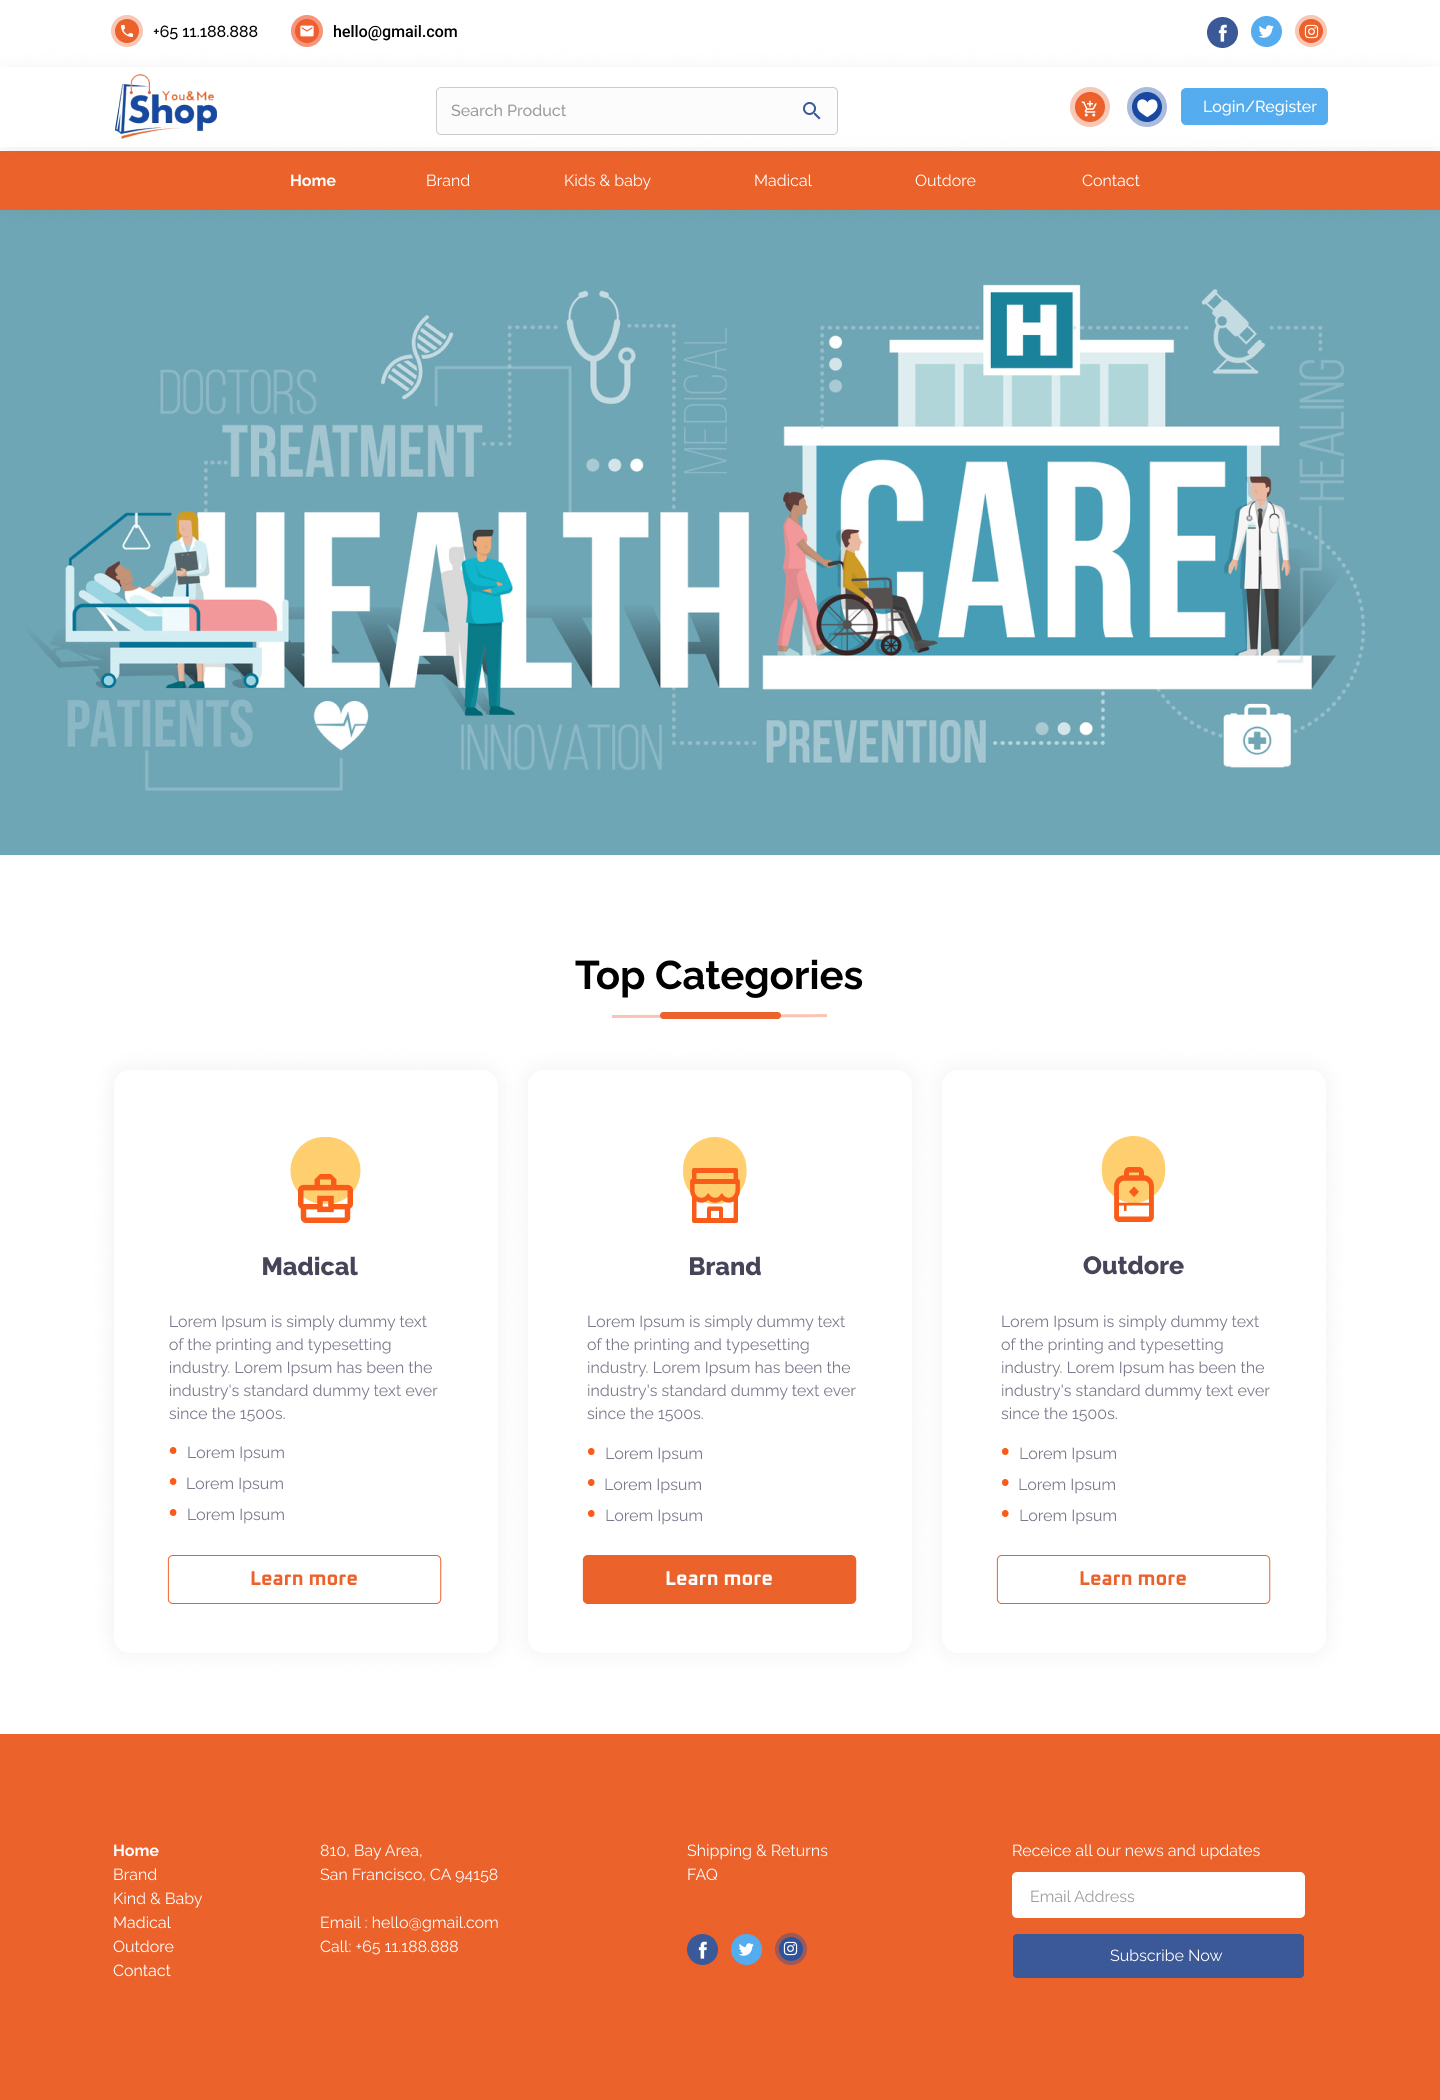 +65 11.188.888
hello@gmail.com
You&Me
Shop
Search Product
Login/Register
Home
Brand
Kids & baby
Madical
Outdore
Contact
DOCTORS
TREATMENT
MEDICAL
H
HEALING
HEALTH
CARE
PATIENTS
INNOVATION
PREVENTION
Top Categories
Madical
Lorem Ipsum is simply dummy text
of the printing and typesetting
industry. Lorem Ipsum has been the
industry's standard dummy text ever
since the 1500s.
Lorem Ipsum
Lorem Ipsum
Lorem Ipsum
Learn more
Brand
Lorem Ipsum is simply dummy text
of the printing and typesetting
industry. Lorem Ipsum has been the
industry's standard dummy text ever
since the 1500s.
Lorem Ipsum
Lorem Ipsum
Lorem Ipsum
Learn more
Outdore
Lorem Ipsum is simply dummy text
of the printing and typesetting
industry. Lorem Ipsum has been the
industry's standard dummy text ever
since the 1500s.
Lorem Ipsum
Lorem Ipsum
Lorem Ipsum
Learn more
Home
Brand
Kind & Baby
Madical
Outdore
Contact
810, Bay Area,
San Francisco, CA 94158
Email : hello@gmail.com
Call: +65 11.188.888
Shipping & Returns
FAQ
Receice all our news and updates
Email Address
Subscribe Now